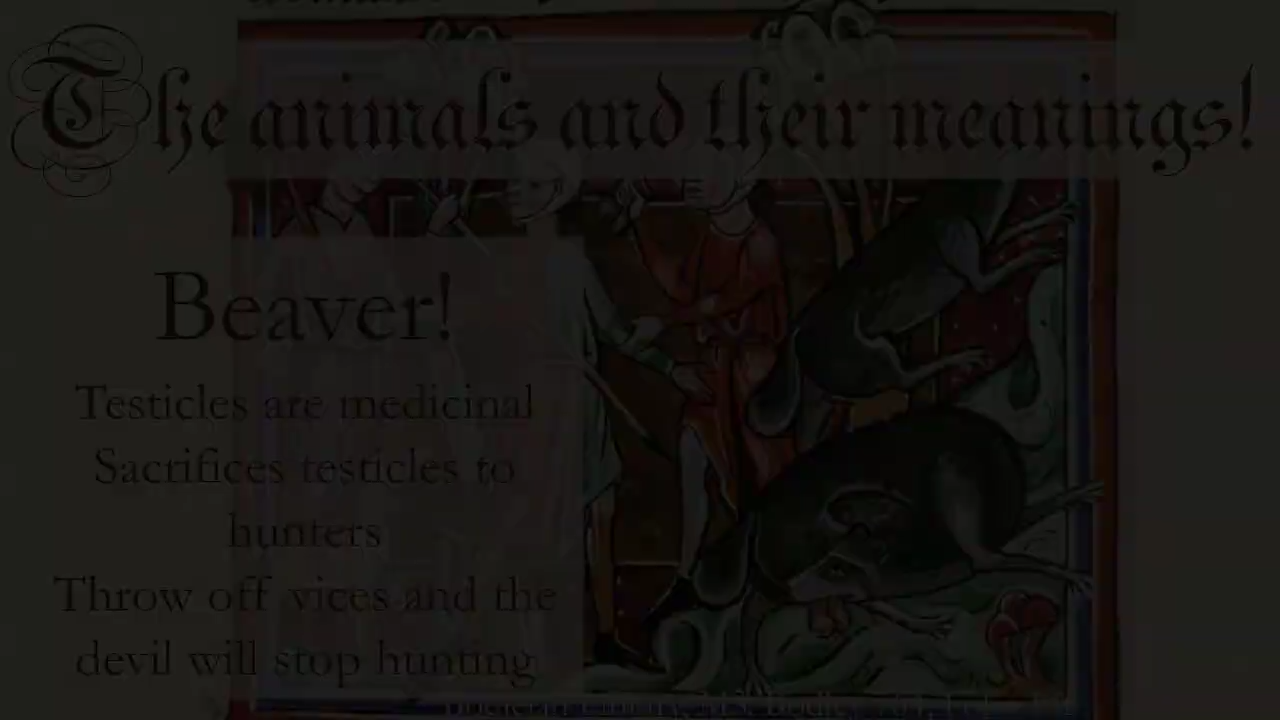 The animals and their meanings!
Beaver!
Testicles are medicinal
Sacrifices testicles to
hunters
Throw off vices and the
devil will stop hunting